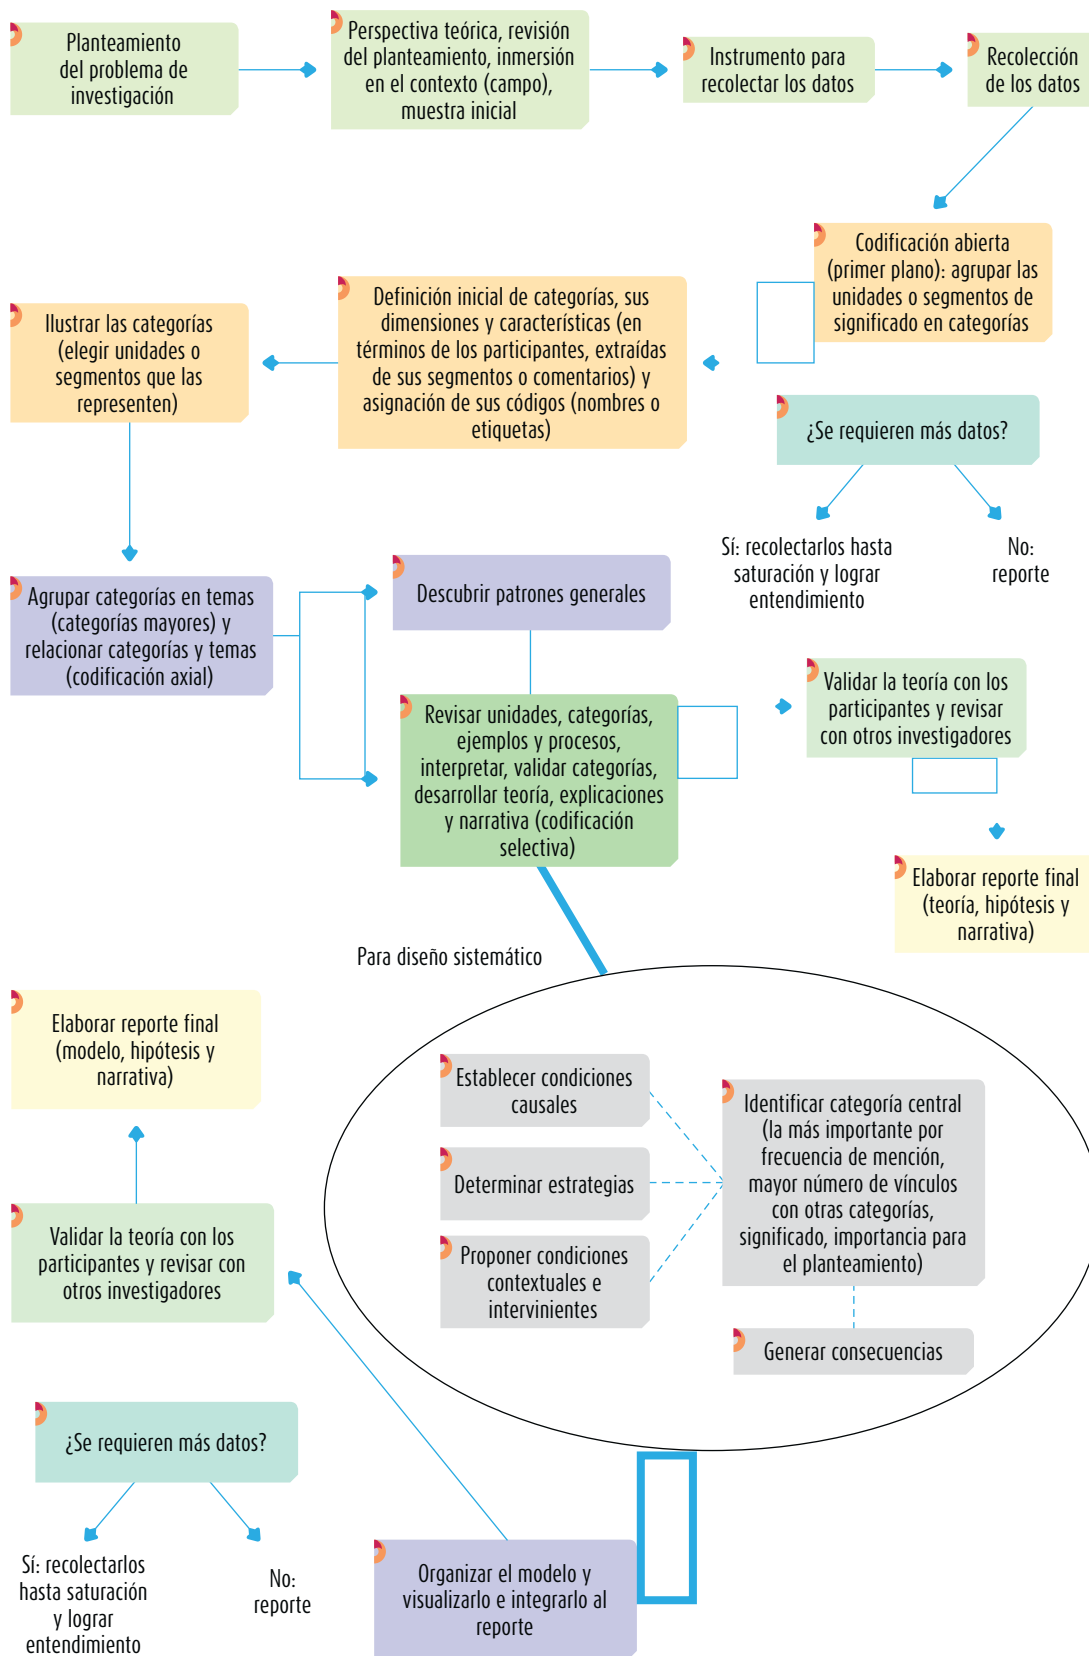 Planteamiento
del problema de
investigación
Perspectiva teórica, revisión
del planteamiento, inmersión
en el contexto (campo),
muestra inicial
Instrumento para
recolectar los datos
Recolección
de los datos
Codificación abierta
(primer plano): agrupar las
unidades o segmentos de
significado en categorías
Definición inicial de categorías, sus
dimensiones y características (en
términos de los participantes, extraídas
de sus segmentos o comentarios) y
asignación de sus códigos (nombres o
etiquetas)
Ilustrar las categorías
(elegir unidades o
segmentos que las
representen)
¿Se requieren más datos?
Sí: recolectarlos hasta
saturación y lograr
entendimiento
No:
reporte
Agrupar categorías en temas
(categorías mayores) y
relacionar categorías y temas
(codificación axial)
Descubrir patrones generales
Revisar unidades, categorías,
ejemplos y procesos,
interpretar, validar categorías,
desarrollar teoría, explicaciones
y narrativa (codificación
selectiva)
Validar la teoría con los
participantes y revisar
con otros investigadores
Elaborar reporte final
(teoría, hipótesis y
narrativa)
Para diseño sistemático
Establecer condiciones
causales
Determinar estrategias
Proponer condiciones
contextuales e
intervinientes
Identificar categoría central
(la más importante por
frecuencia de mención,
mayor número de vínculos
con otras categorías,
significado, importancia para
el planteamiento)
Generar consecuencias
Elaborar reporte final
(modelo, hipótesis y
narrativa)
Validar la teoría con los
participantes y revisar con
otros investigadores
¿Se requieren más datos?
Sí: recolectarlos
hasta saturación
y lograr
entendimiento
No:
reporte
Organizar el modelo y
visualizarlo e integrarlo al
reporte